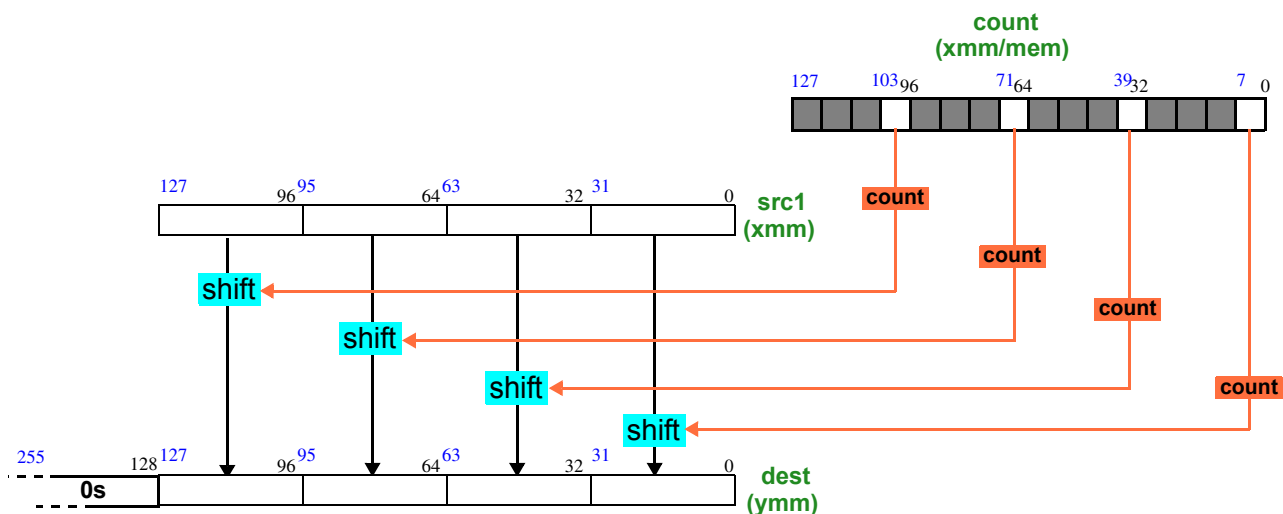 count
(xmm/mem)
127 103 96 71 64 39 32 7 0
count
127 96 95 64 63 32 31 0
src1
(xmm)
count
shift
count
shift
shift
count
shift
255 128 127 96 95 64 63 32 31 0
0s
dest
(ymm)